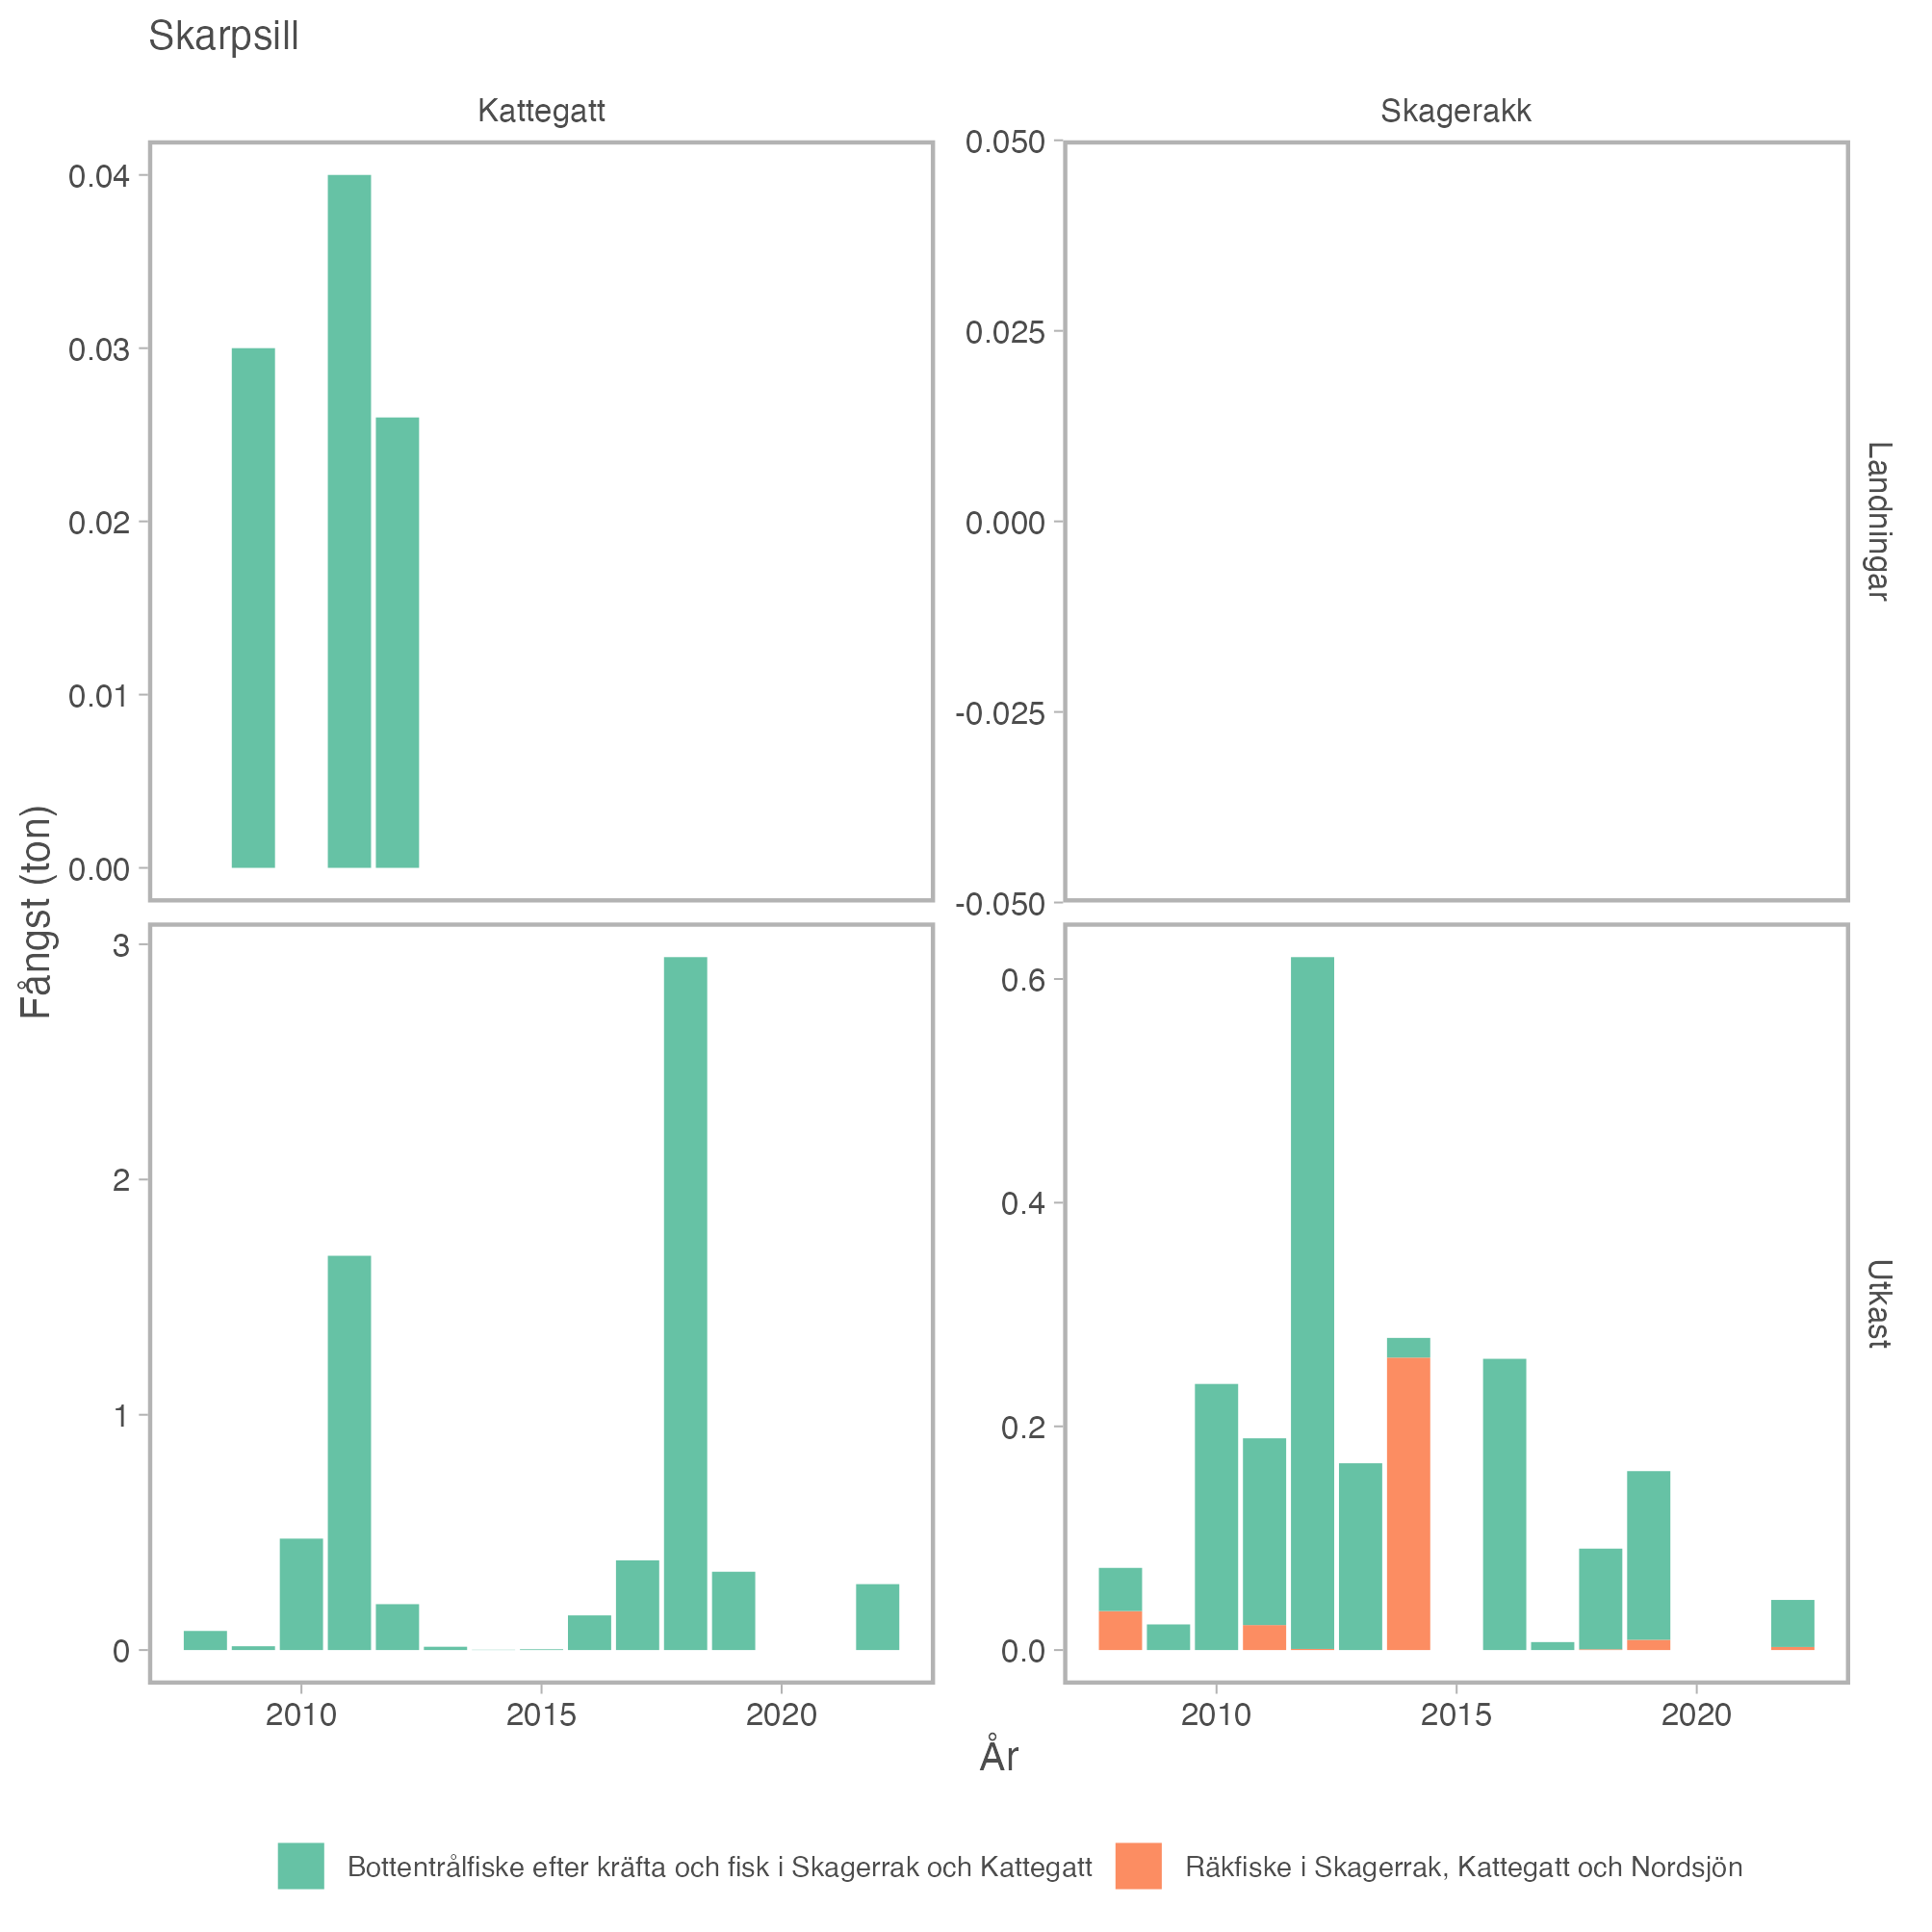 Skarpsill
Kattegatt
Skagerakk
0.04
0.03
0.02
0.01
0.00
0.050
0.025
0.000
-0.025
-0.050
Landningar
Fångst (ton)
3
2
1
0
0.6
0.4
0.2
0.0
Utkast
2010 2015 2020
2010 2015 2020
År
Bottentrålfiske efter kräfta och fisk i Skagerrak och Kattegatt
Räkfiske i Skagerrak, Kattegatt och Nordsjön